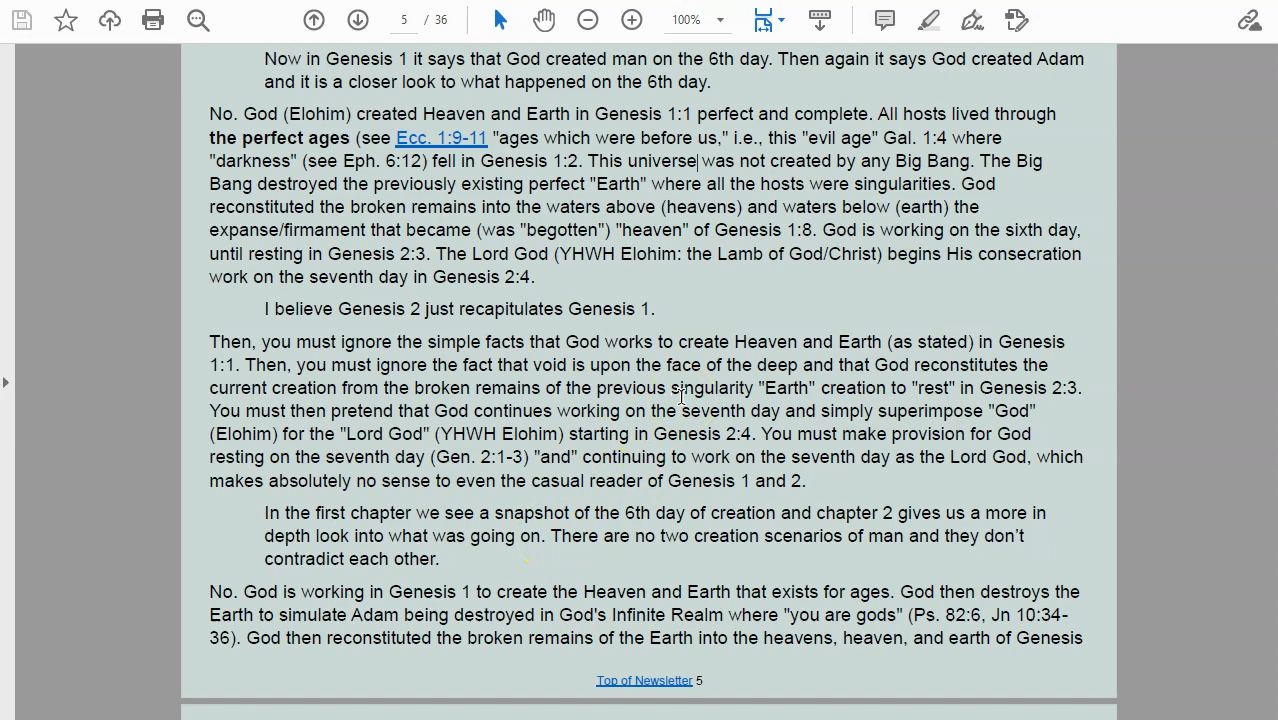 5 / 36
100%
Now in Genesis 1 it says that God created man on the 6th day. Then again it says God created Adam
and it is a closer look to what happened on the 6th day.
No. God (Elohim) created Heaven and Earth in Genesis 1:1 perfect and complete. All hosts lived through
the perfect ages (see Ecc. 1:9-11 "ages which were before us," i.e., this "evil age" Gal. 1:4 where
"darkness" (see Eph. 6:12) fell in Genesis 1:2. This universe was not created by any Big Bang. The Big
Bang destroyed the previously existing perfect "Earth" where all the hosts were singularities. God
reconstituted the broken remains into the waters above (heavens) and waters below (earth) the
expanse/firmament that became (was "begotten") "heaven" of Genesis 1:8. God is working on the sixth day,
until resting in Genesis 2:3. The Lord God (YHWH Elohim: the Lamb of God/Christ) begins His consecration
work on the seventh day in Genesis 2:4.
I believe Genesis 2 just recapitulates Genesis 1.
Then, you must ignore the simple facts that God works to create Heaven and Earth (as stated) in Genesis
1:1. Then, you must ignore the fact that void is upon the face of the deep and that God reconstitutes the
current creation from the broken remains of the previous singularity "Earth" creation to "rest" in Genesis 2:3.
You must then pretend that God continues working on the seventh day and simply superimpose "God"
(Elohim) for the "Lord God" (YHWH Elohim) starting in Genesis 2:4. You must make provision for God
resting on the seventh day (Gen. 2:1-3) "and" continuing to work on the seventh day as the Lord God, which
makes absolutely no sense to even the casual reader of Genesis 1 and 2.
In the first chapter we see a snapshot of the 6th day of creation and chapter 2 gives us a more in
depth look into what was going on. There are no two creation scenarios of man and they don't
contradict each other.
No. God is working in Genesis 1 to create the Heaven and Earth that exists for ages. God then destroys the
Earth to simulate Adam being destroyed in God's Infinite Realm where "you are gods" (Ps. 82:6, Jn 10:34-
36). God then reconstituted the broken remains of the Earth into the heavens, heaven, and earth of Genesis
Top of Newsletter 5